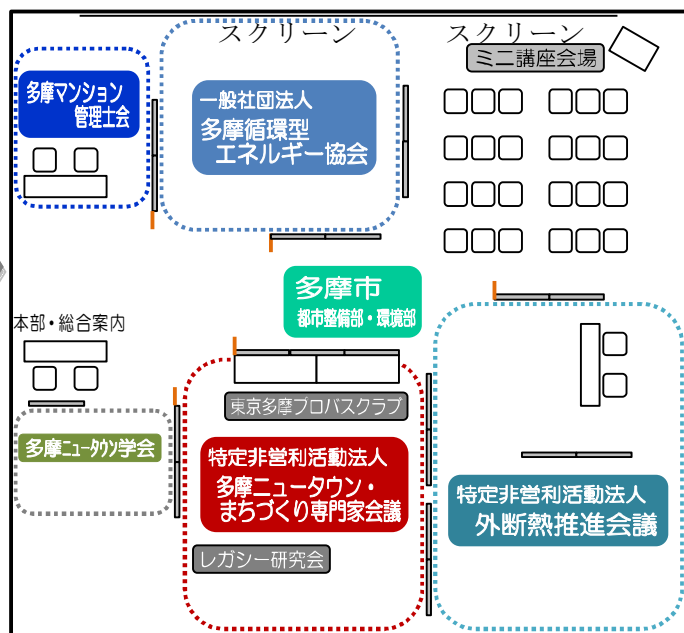 スクリーン
スクリーン
ミニ講座会場
多摩マンション
管理士会
一般社団法人
多摩循環型
エネルギー協会
多摩市
都市整備部・環境部
本部・総合案内
東京多摩プロバスクラブ
多摩ニュータウン学会
特定非営利活動法人
多摩ニュータウン・
まちづくり専門家会議
特定非営利活動法人
外断熱推進会議
レガシー研究会